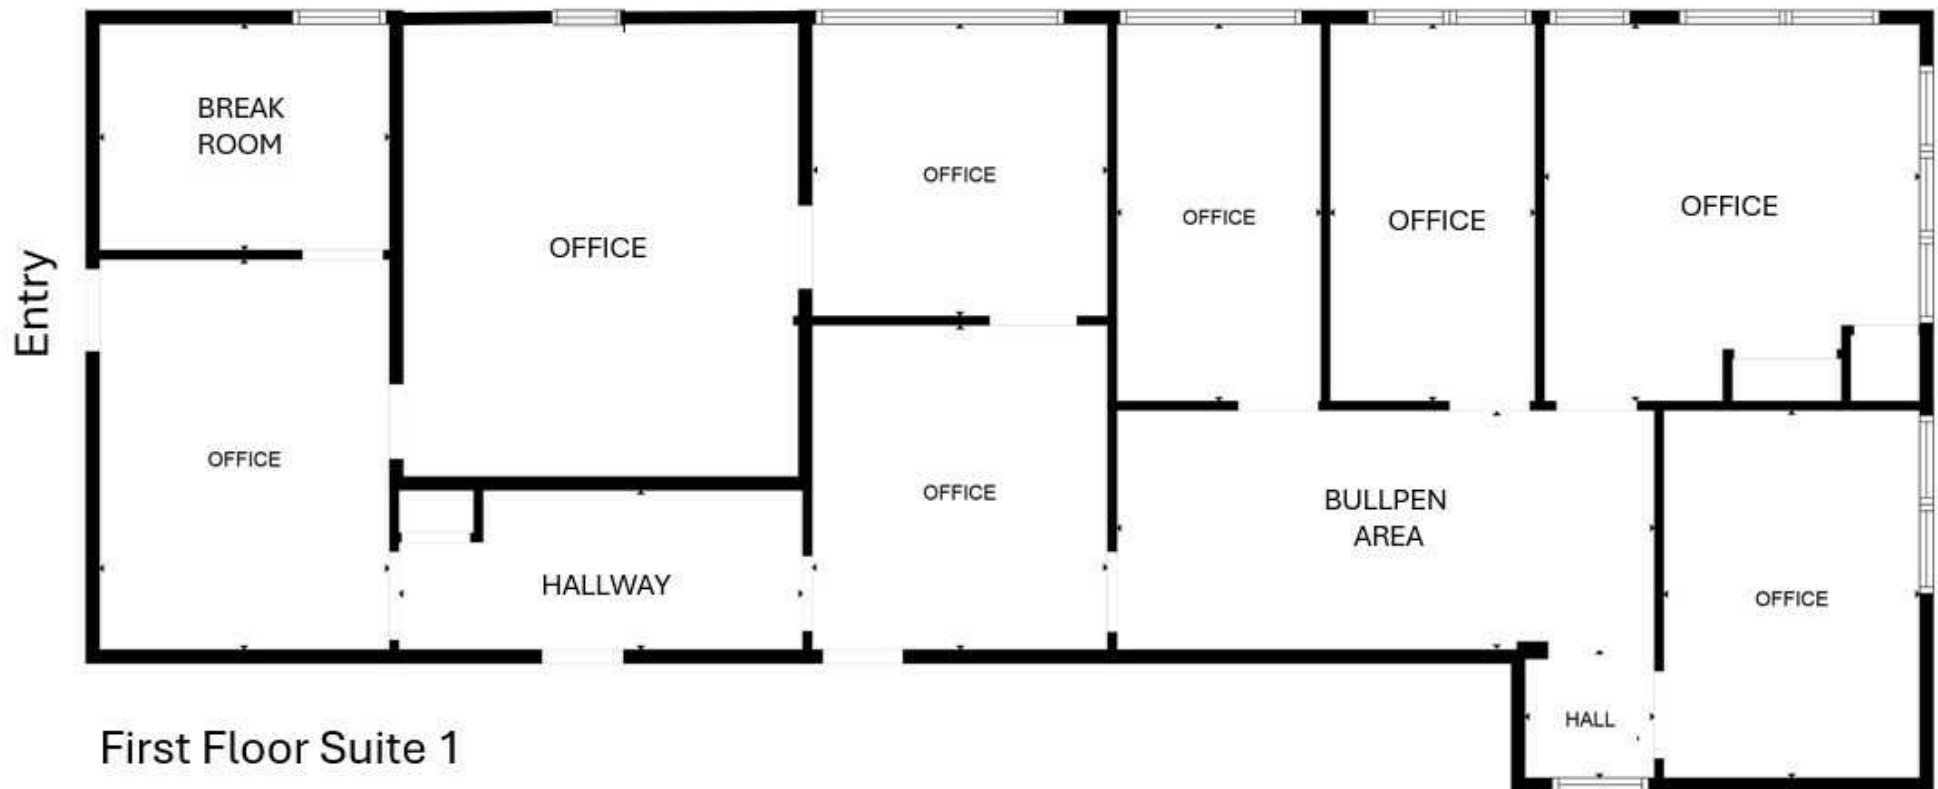 BREAK
ROOM
OFFICE
OFFICE
OFFICE
OFFICE
OFFICE
Entry
OFFICE
OFFICE
BULLPEN
AREA
HALLWAY
OFFICE
HALL
First Floor Suite 1